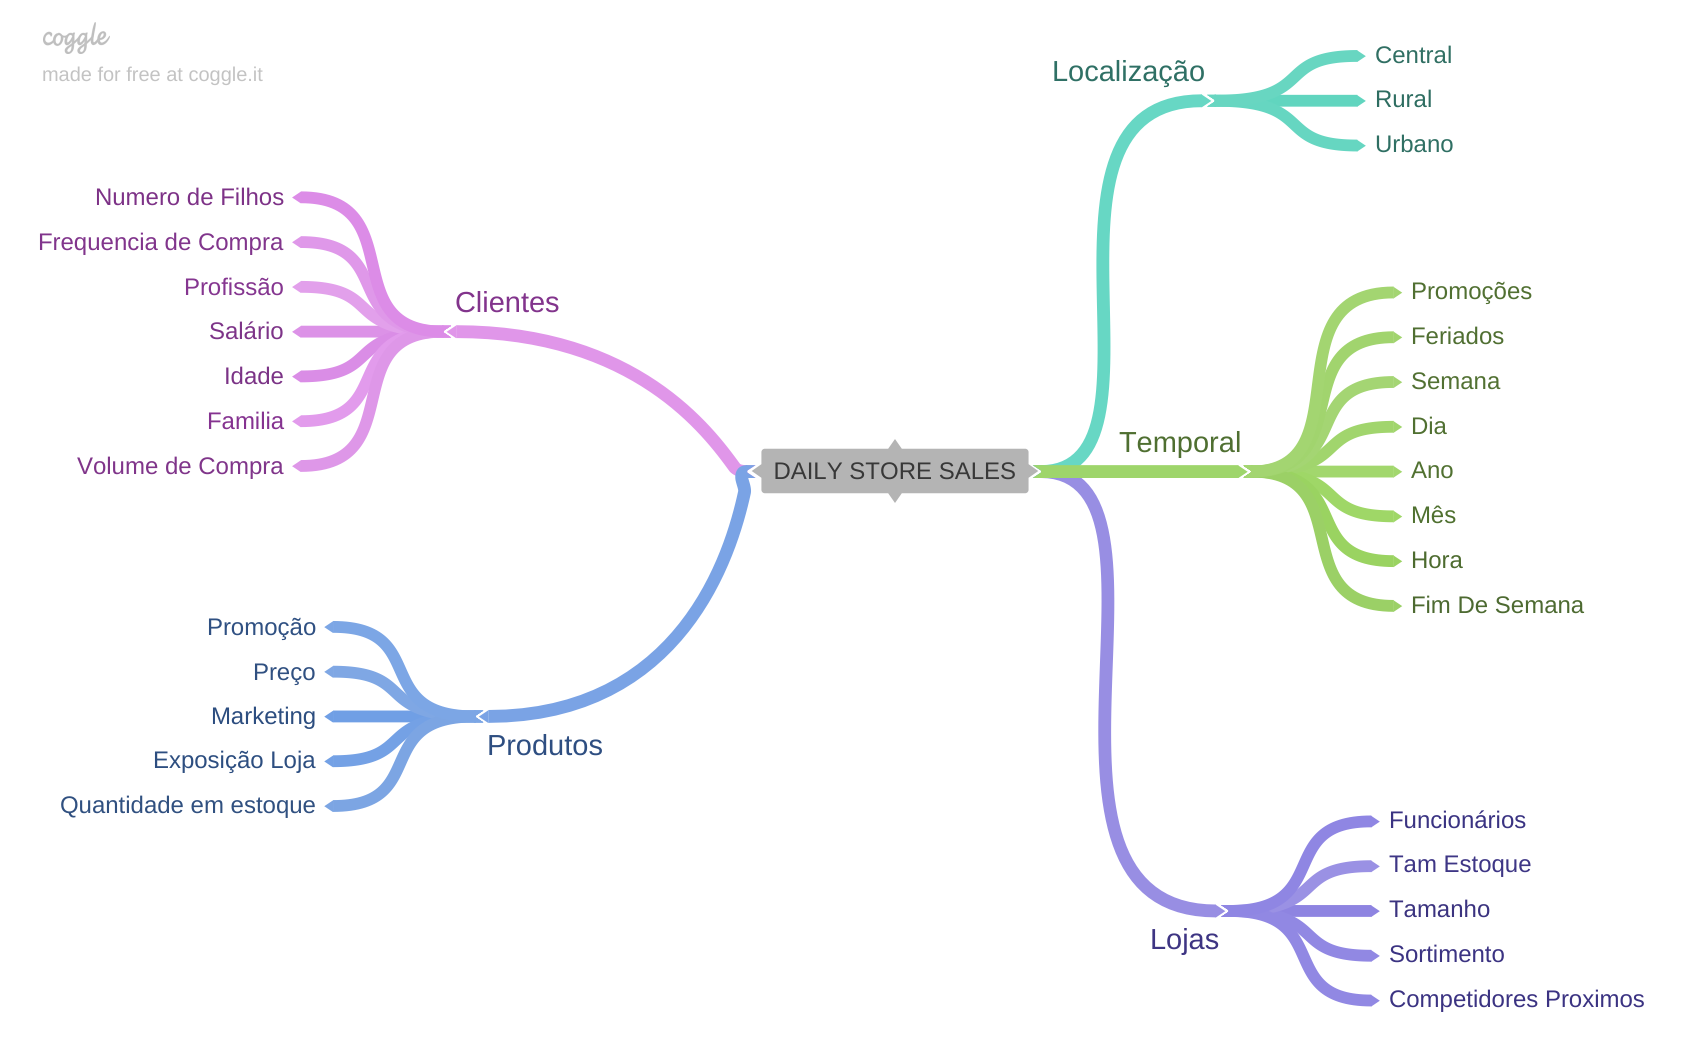 coggle
made for free at coggle.it
DAILY STORE SALES
Localização
Central
Rural
Urbano
Temporal
Promoções
Feriados
Semana
Dia
Ano
Mês
Hora
Fim De Semana
Lojas
Funcionários
Tam Estoque
Tamanho
Sortimento
Competidores Proximos
Clientes
Numero de Filhos
Frequencia de Compra
Profissão
Salário
Idade
Familia
Volume de Compra
Produtos
Promoção
Preço
Marketing
Exposição Loja
Quantidade em estoque